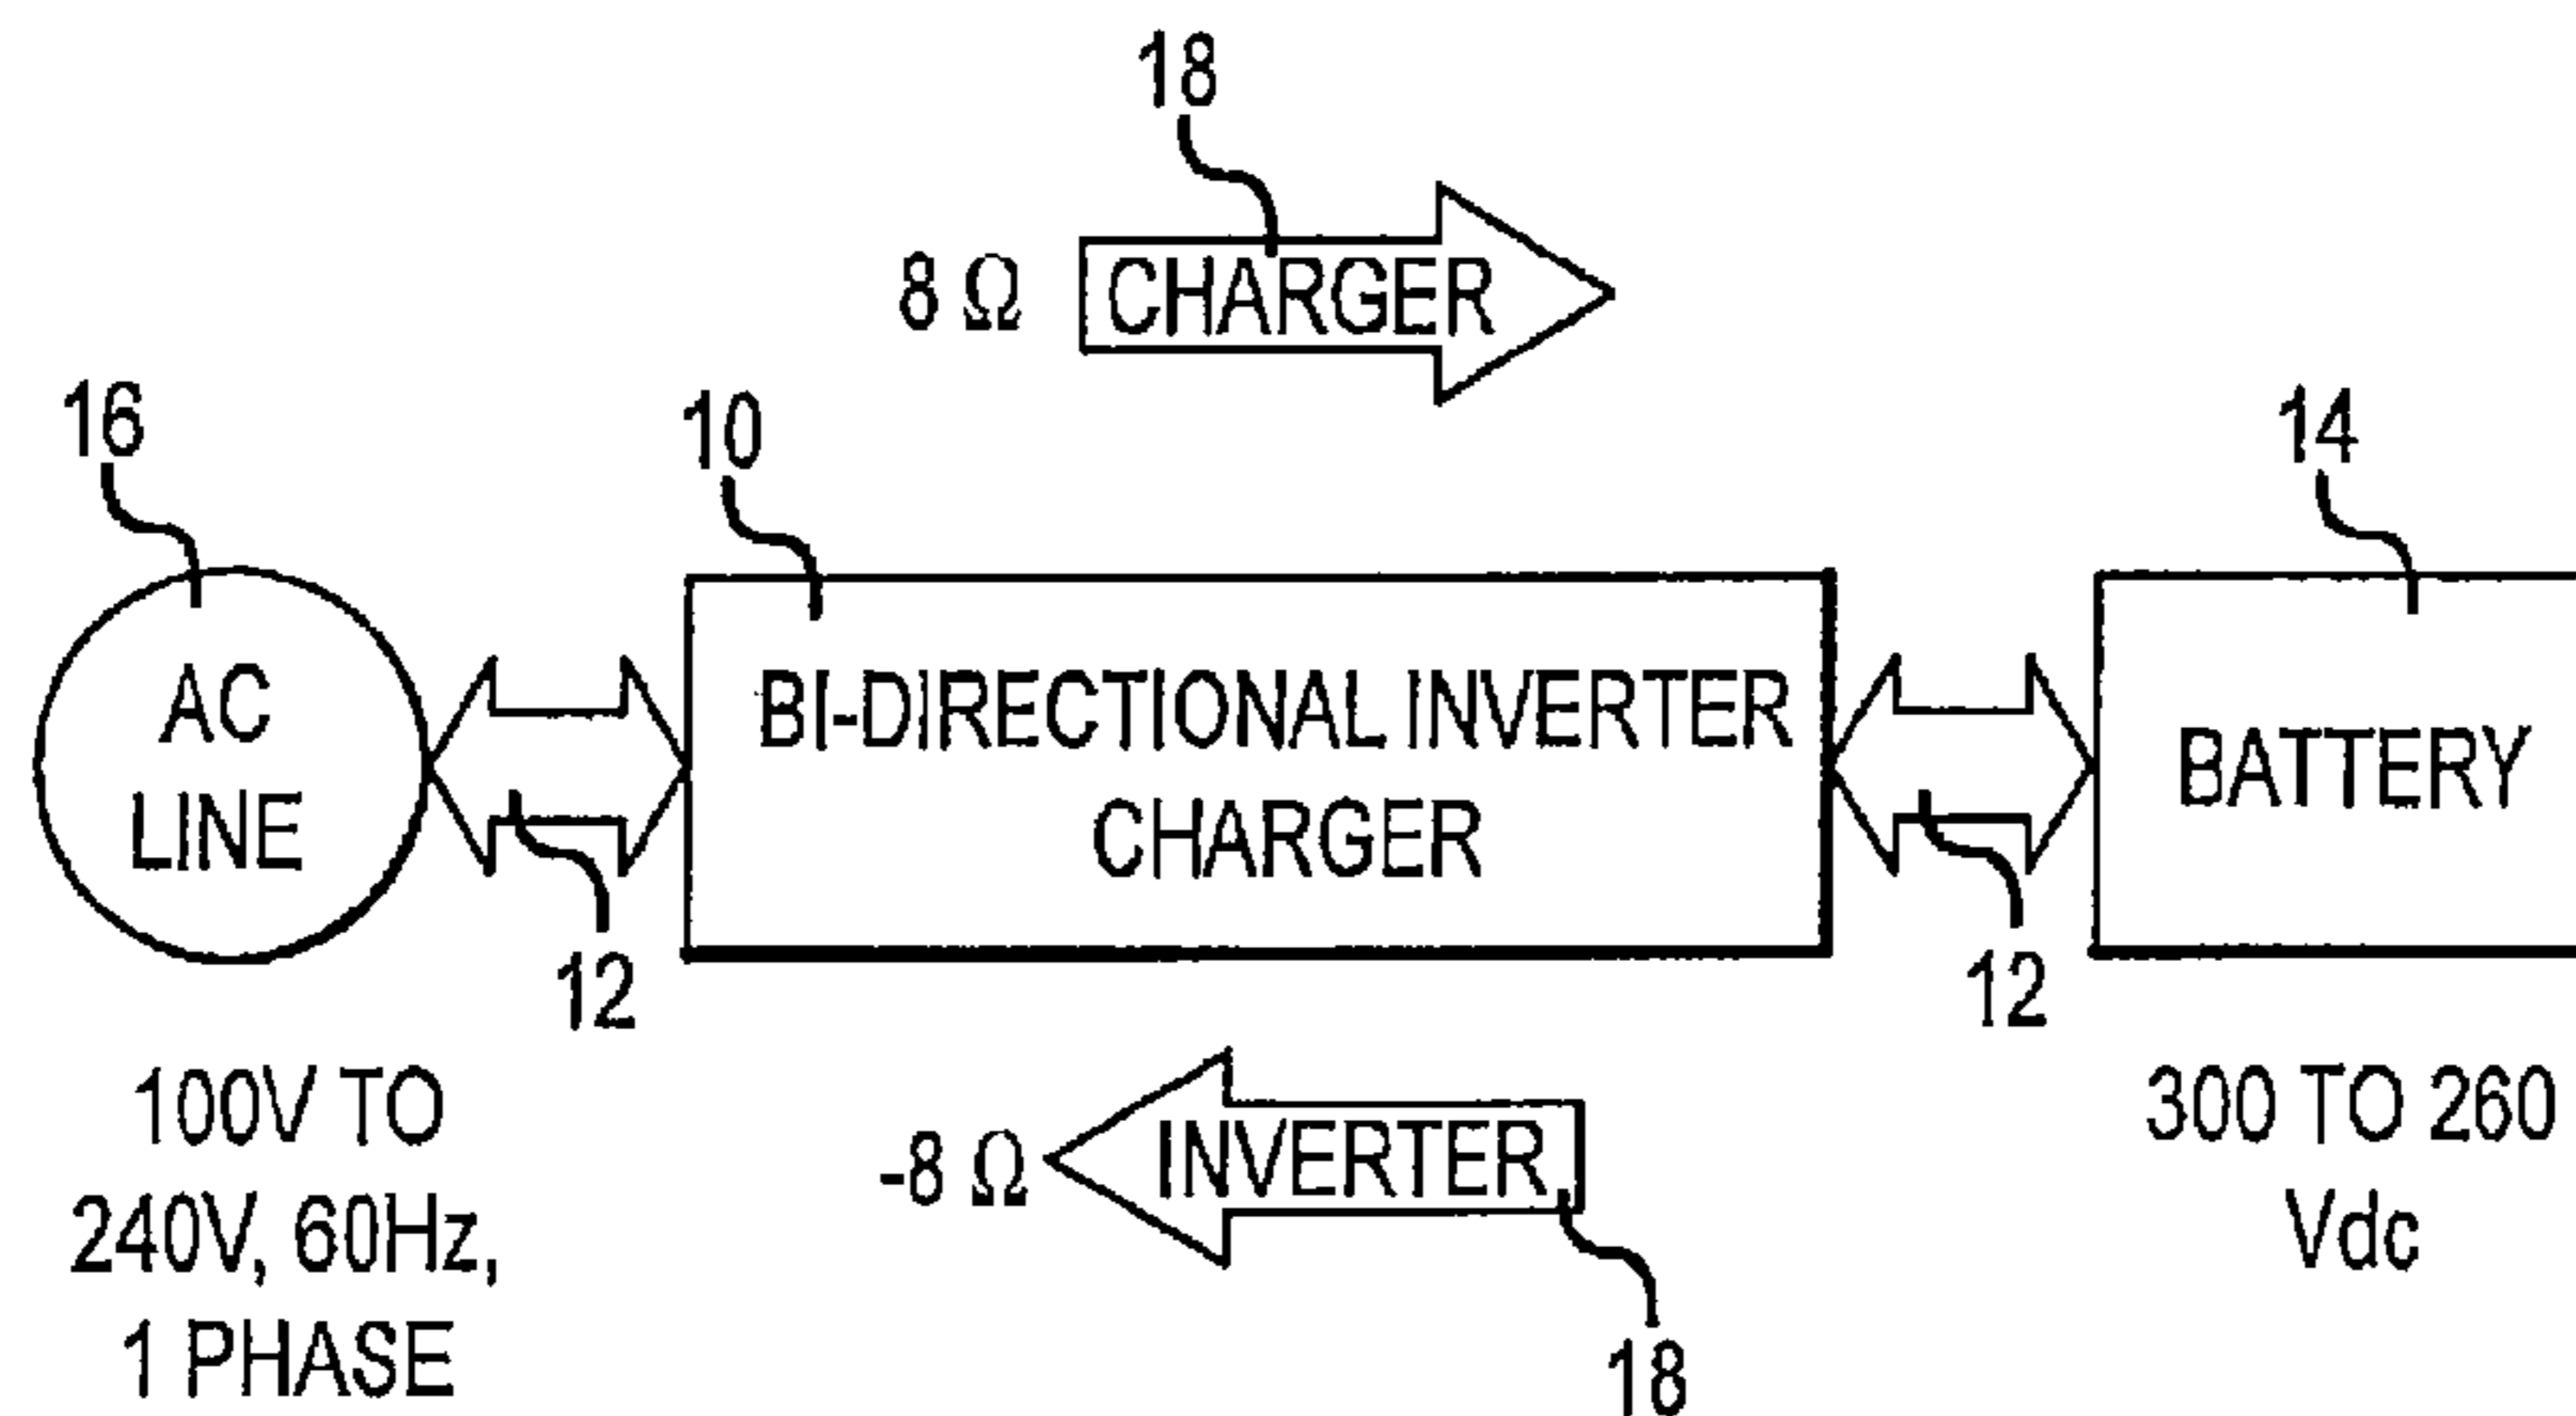 18
8 Ω
CHARGER
16
10
14
AC
LINE
BI-DIRECTIONAL INVERTER
CHARGER
BATTERY
12
12
100V TO
240V, 60Hz,
1 PHASE
-8 Ω
INVERTER
18
300 TO 260
Vdc